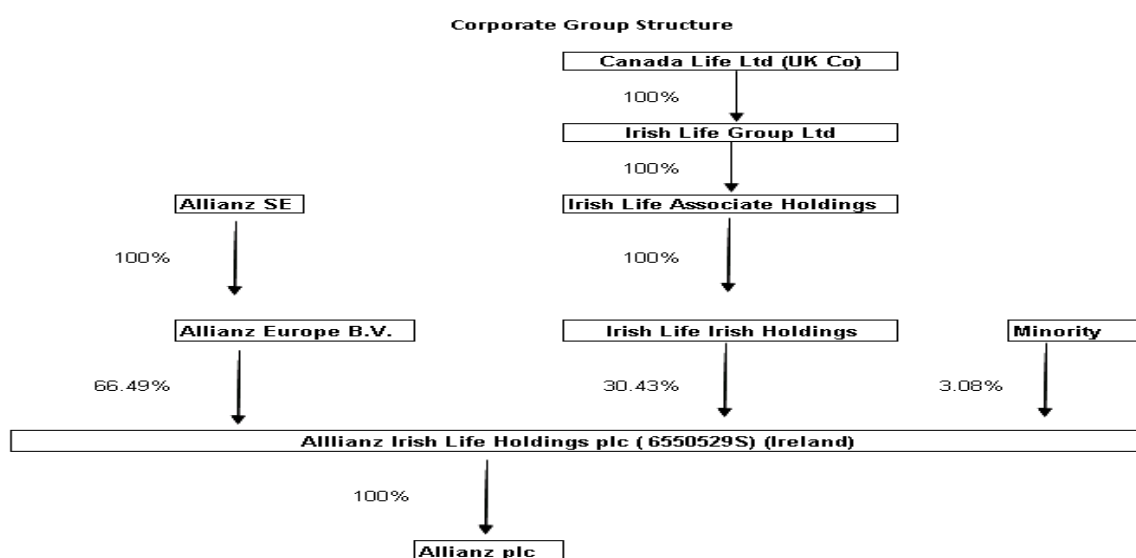 Corporate Group Structure
Canada Life Ltd (UK Co)
100%
Irish Life Group Ltd
100%
Allianz SE
Irish Life Associate Holdings
100%
100%
Allianz Europe B.V.
Irish Life Irish Holdings
Minority
66.49%
30.43%
3.08%
Alllianz Irish Life Holdings plc ( 6550529S) (Ireland)
100%
Allianz plc